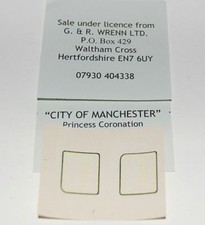 Sale under licence from
G. & R. WRENN LTD.
P.O. Box 429
Waltham Cross
Hertfordshire EN7 6UY
07930 404338
"CITY OF MANCHESTER"
Princess Coronation